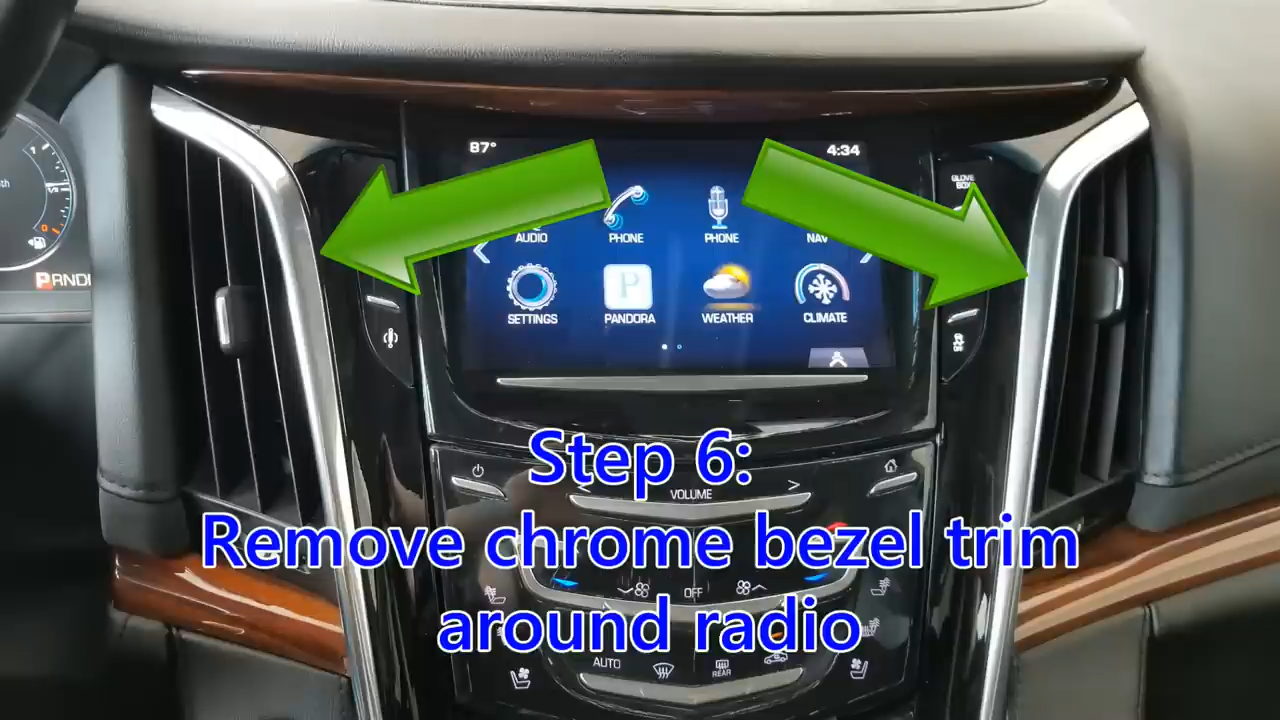 87°
4:34
GLOVE
BOX
AUDIO
PHONE
PHONE
NAV
P
SETTINGS
PANDORA
WEATHER
CLIMATE
PRND
Step 6:
VOLUME
Remove chrome bezel trim
OFF
around radio
AUTO
REAR